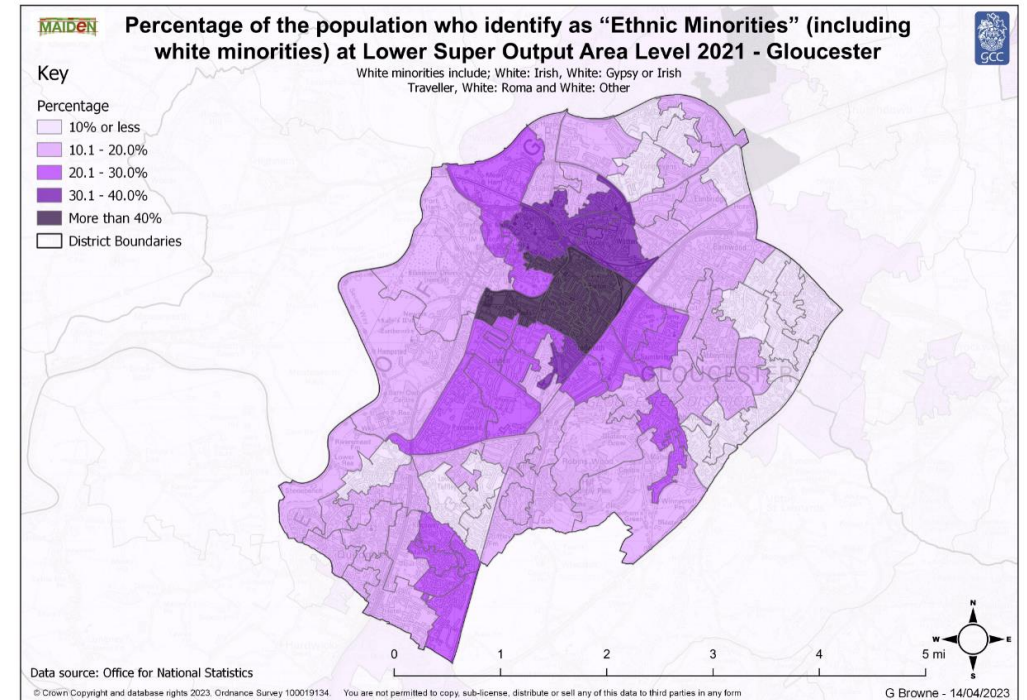 MAIDEN
Percentage of the population who identify as “Ethnic Minorities” (including
white minorities) at Lower Super Output Area Level 2021 - Gloucester
White minorities include; White: Irish, White: Gypsy or Irish
Traveller, White: Roma and White: Other
gcc
Key
Percentage
10% or less
10.1 - 20.0%
20.1 - 30.0%
30.1 - 40.0%
More than 40%
District Boundaries
GLOUCESTER
N
W
E
S
0 1 2 3 4 5 mi
Data source: Office for National Statistics
© Crown Copyright and database rights 2023. Ordnance Survey 100019134. You are not permitted to copy, sub-license, distribute or sell any of this data to third parties in any form
G Browne - 14/04/2023